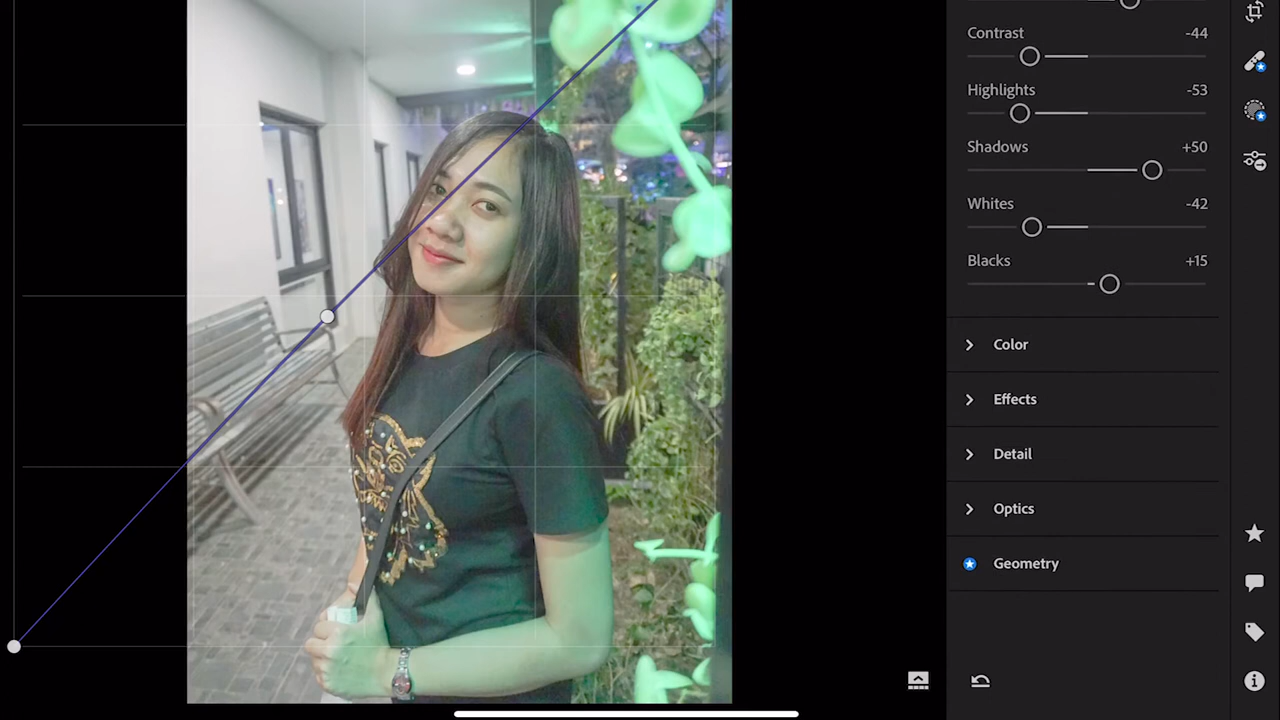 Contrast -44
Highlights -53
Shadows +50
Whites -42
Blacks +15
Color
Effects
Detail
Optics
Geometry